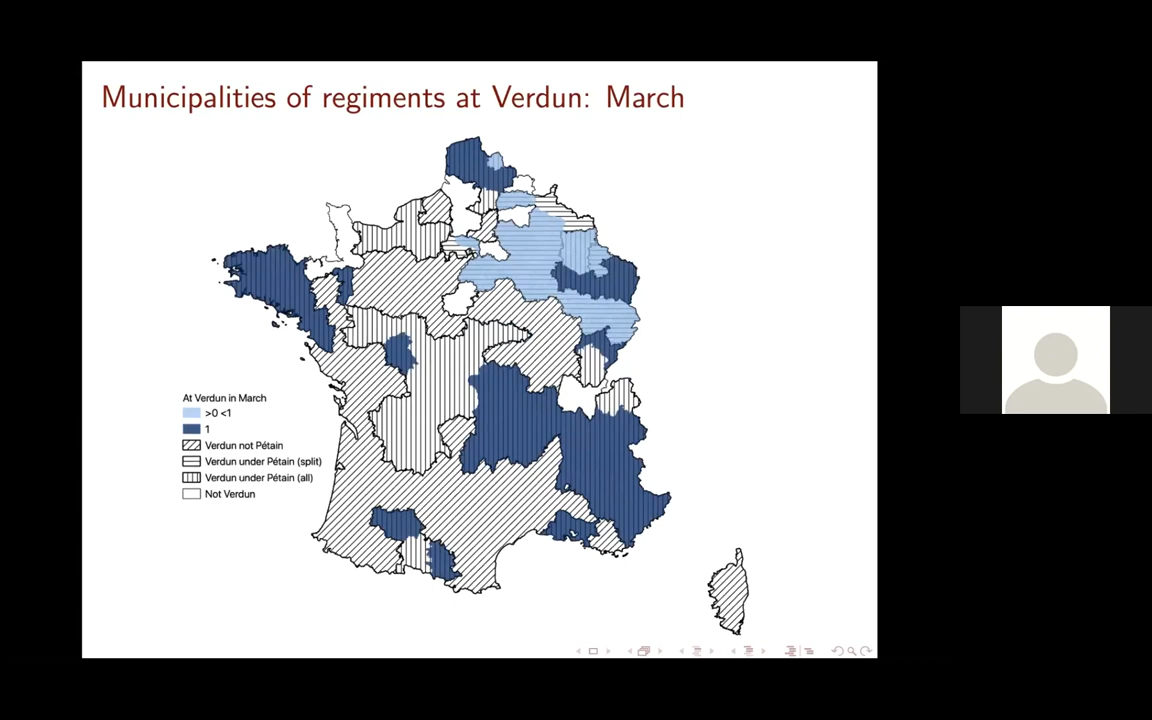 Municipalities of regiments at Verdun: March
At Verdun in March
>0 <1
1
Verdun not Pétain
Verdun under Pétain (split)
Verdun under Pétain (all)
Not Verdun